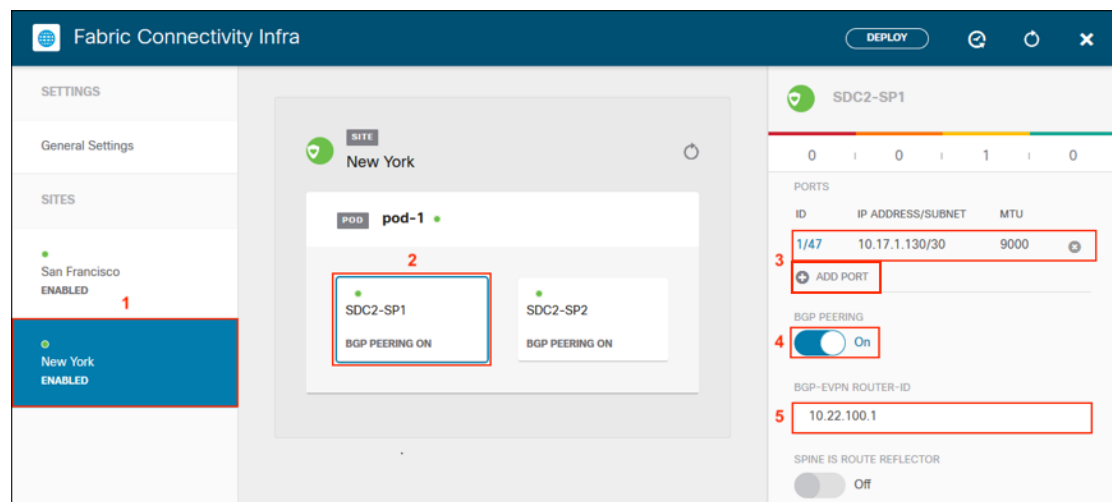 Fabric Connectivity Infra
DEPLOY
SETTINGS
General Settings
SITES
San Francisco
ENABLED
1
New York
ENABLED
SITE
New York
POD pod-1
2
SDC2-SP1
BGP PEERING ON
SDC2-SP2
BGP PEERING ON
SDC2-SP1
0 0 1 0
PORTS
ID IP ADDRESS/SUBNET MTU
1/47 10.17.1.130/30 9000
3
ADD PORT
BGP PEERING
4 On
BGP-EVPN ROUTER-ID
5 10.22.100.1
SPINE IS ROUTE REFLECTOR
Off